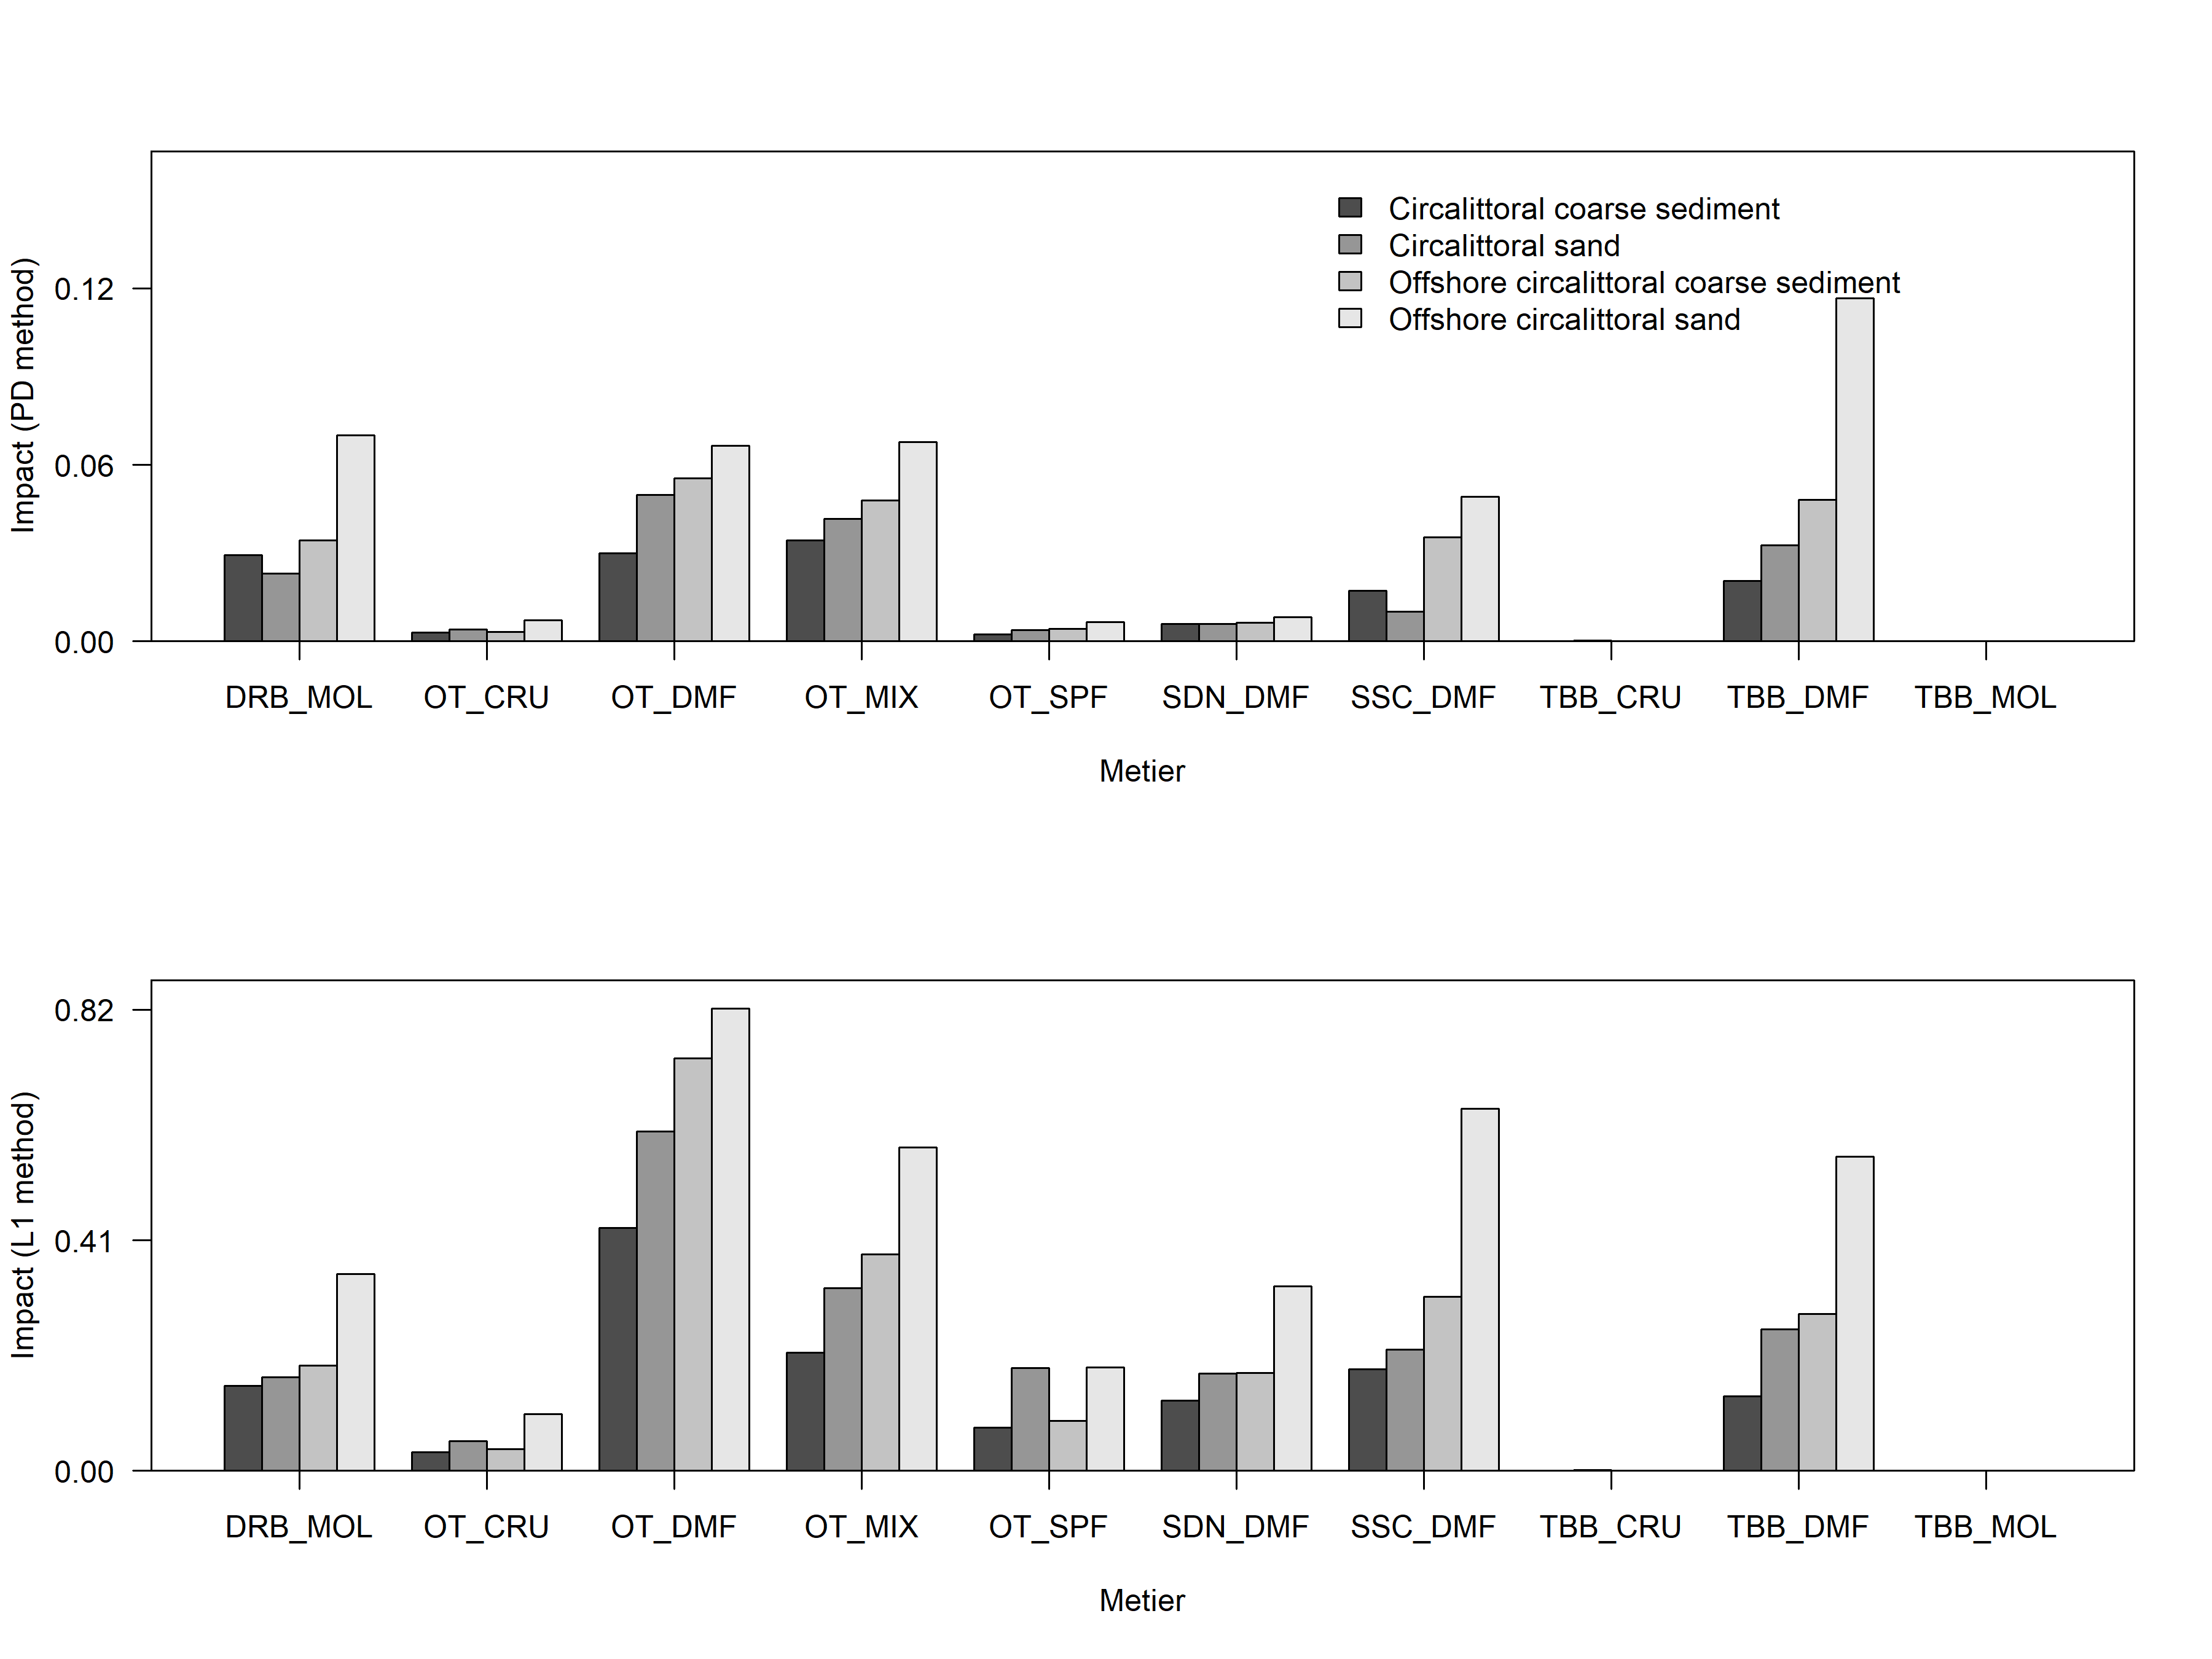 Circalittoral coarse sediment
Circalittoral sand
Offshore circalittoral coarse sediment
Offshore circalittoral sand
Impact (PD method)
0.12
0.06
0.00
DRB_MOL OT_CRU OT_DMF OT_MIX OT_SPF SDN_DMF SSC_DMF TBB_CRU TBB_DMF TBB_MOL
Metier
Impact (L1 method)
0.82
0.41
0.00
DRB_MOL OT_CRU OT_DMF OT_MIX OT_SPF SDN_DMF SSC_DMF TBB_CRU TBB_DMF TBB_MOL
Metier